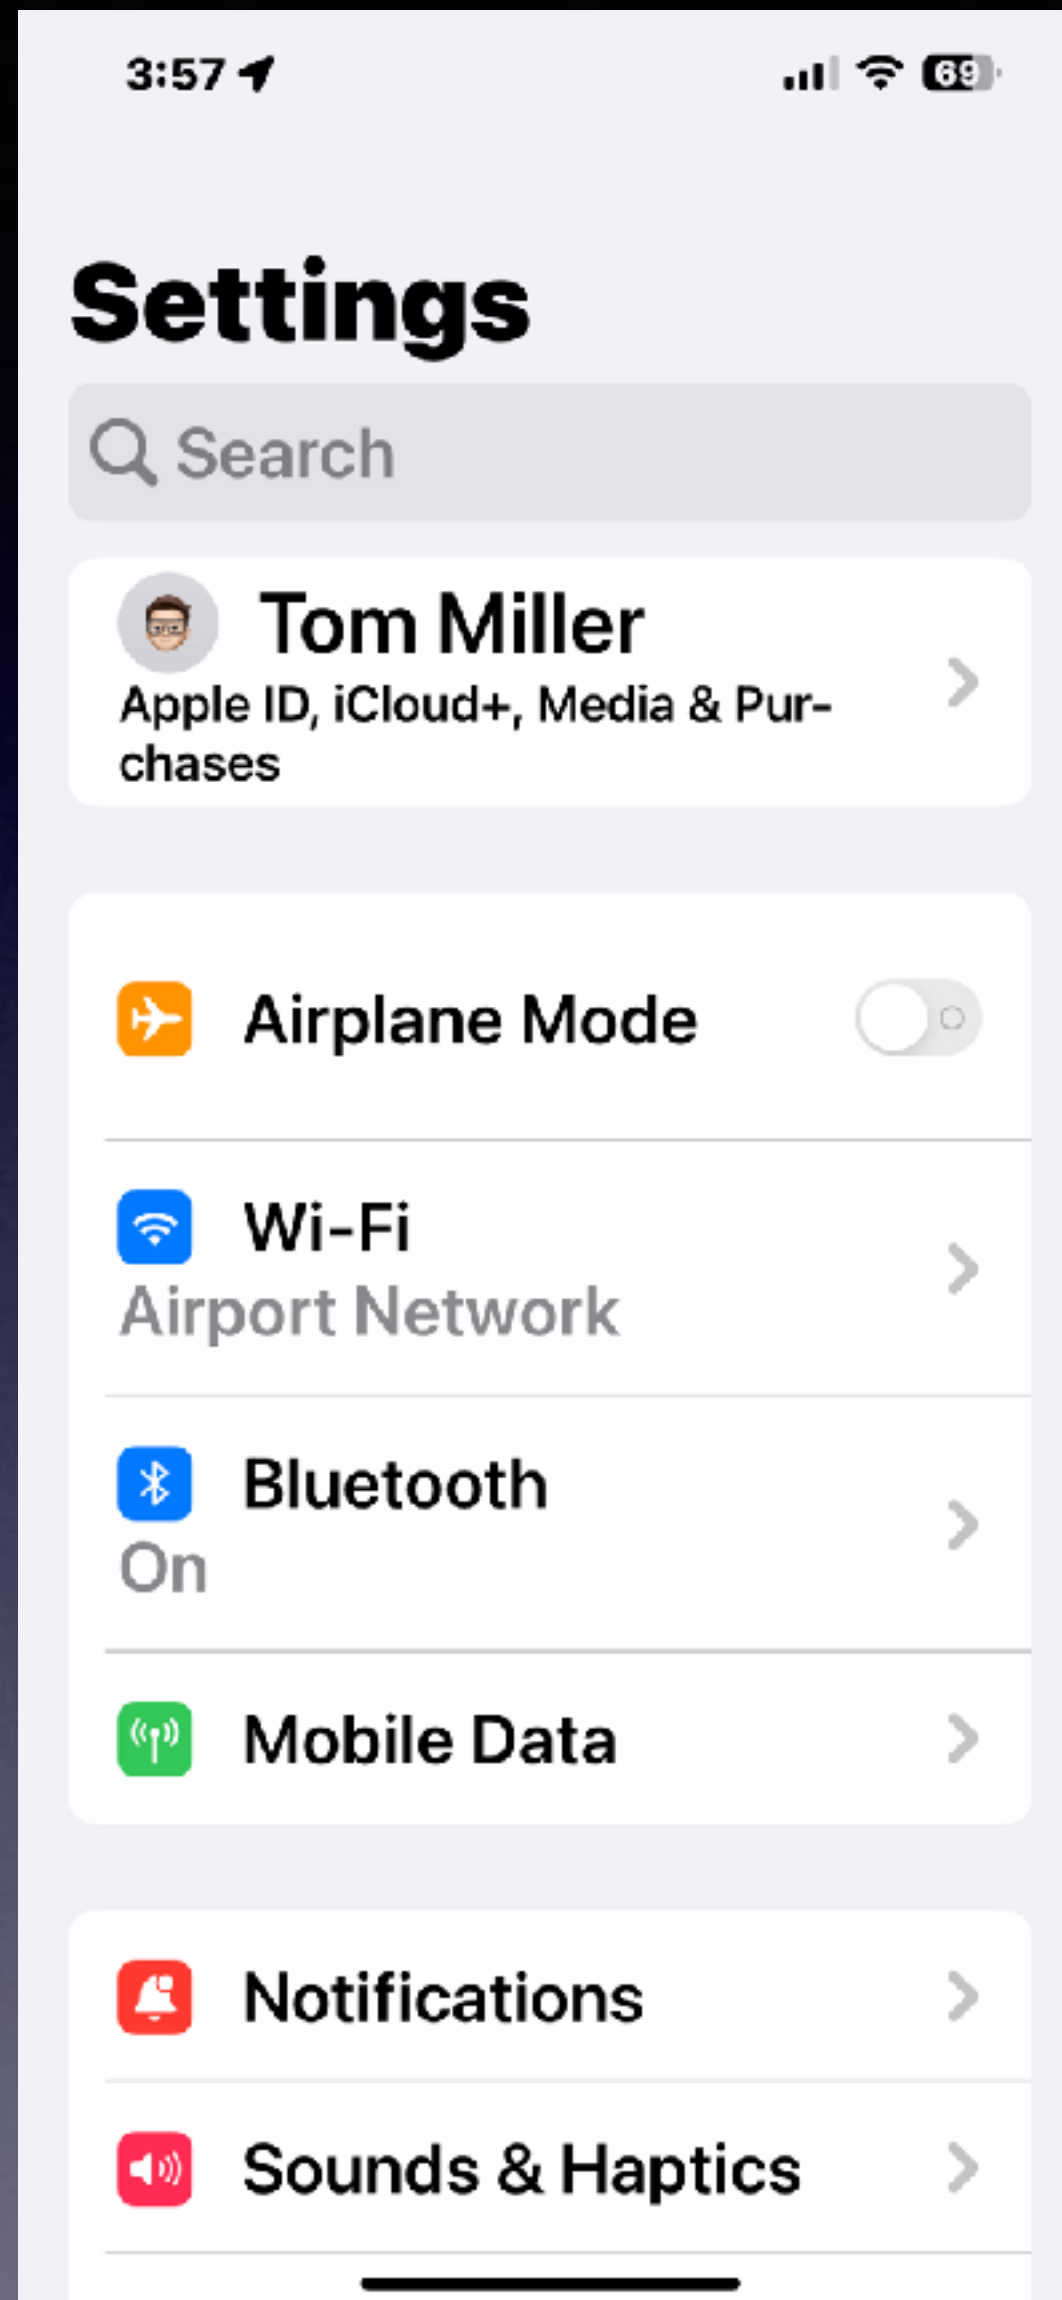 3:57
69
Settings
Search
Tom Miller
Apple ID, iCloud+, Media & Pur-
chases
Airplane Mode
Wi-Fi
Airport Network
Bluetooth
On
Mobile Data
Notifications
Sounds & Haptics